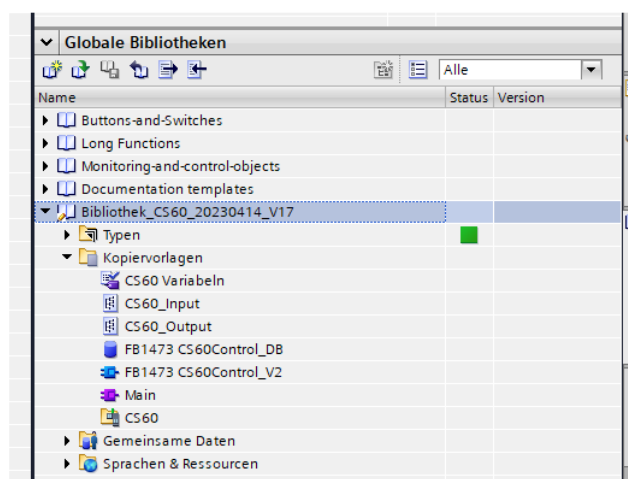 Globale Bibliotheken
Alle
Name Status Version
Buttons-and-Switches
Long Functions
Monitoring-and-control-objects
Documentation templates
Bibliothek_CS60_20230414_V17
Typen
Kopiervorlagen
CS60 Variabeln
CS60_Input
CS60_Output
FB1473 CS60Control_DB
FB1473 CS60Control_V2
Main
CS60
Gemeinsame Daten
Sprachen & Ressourcen